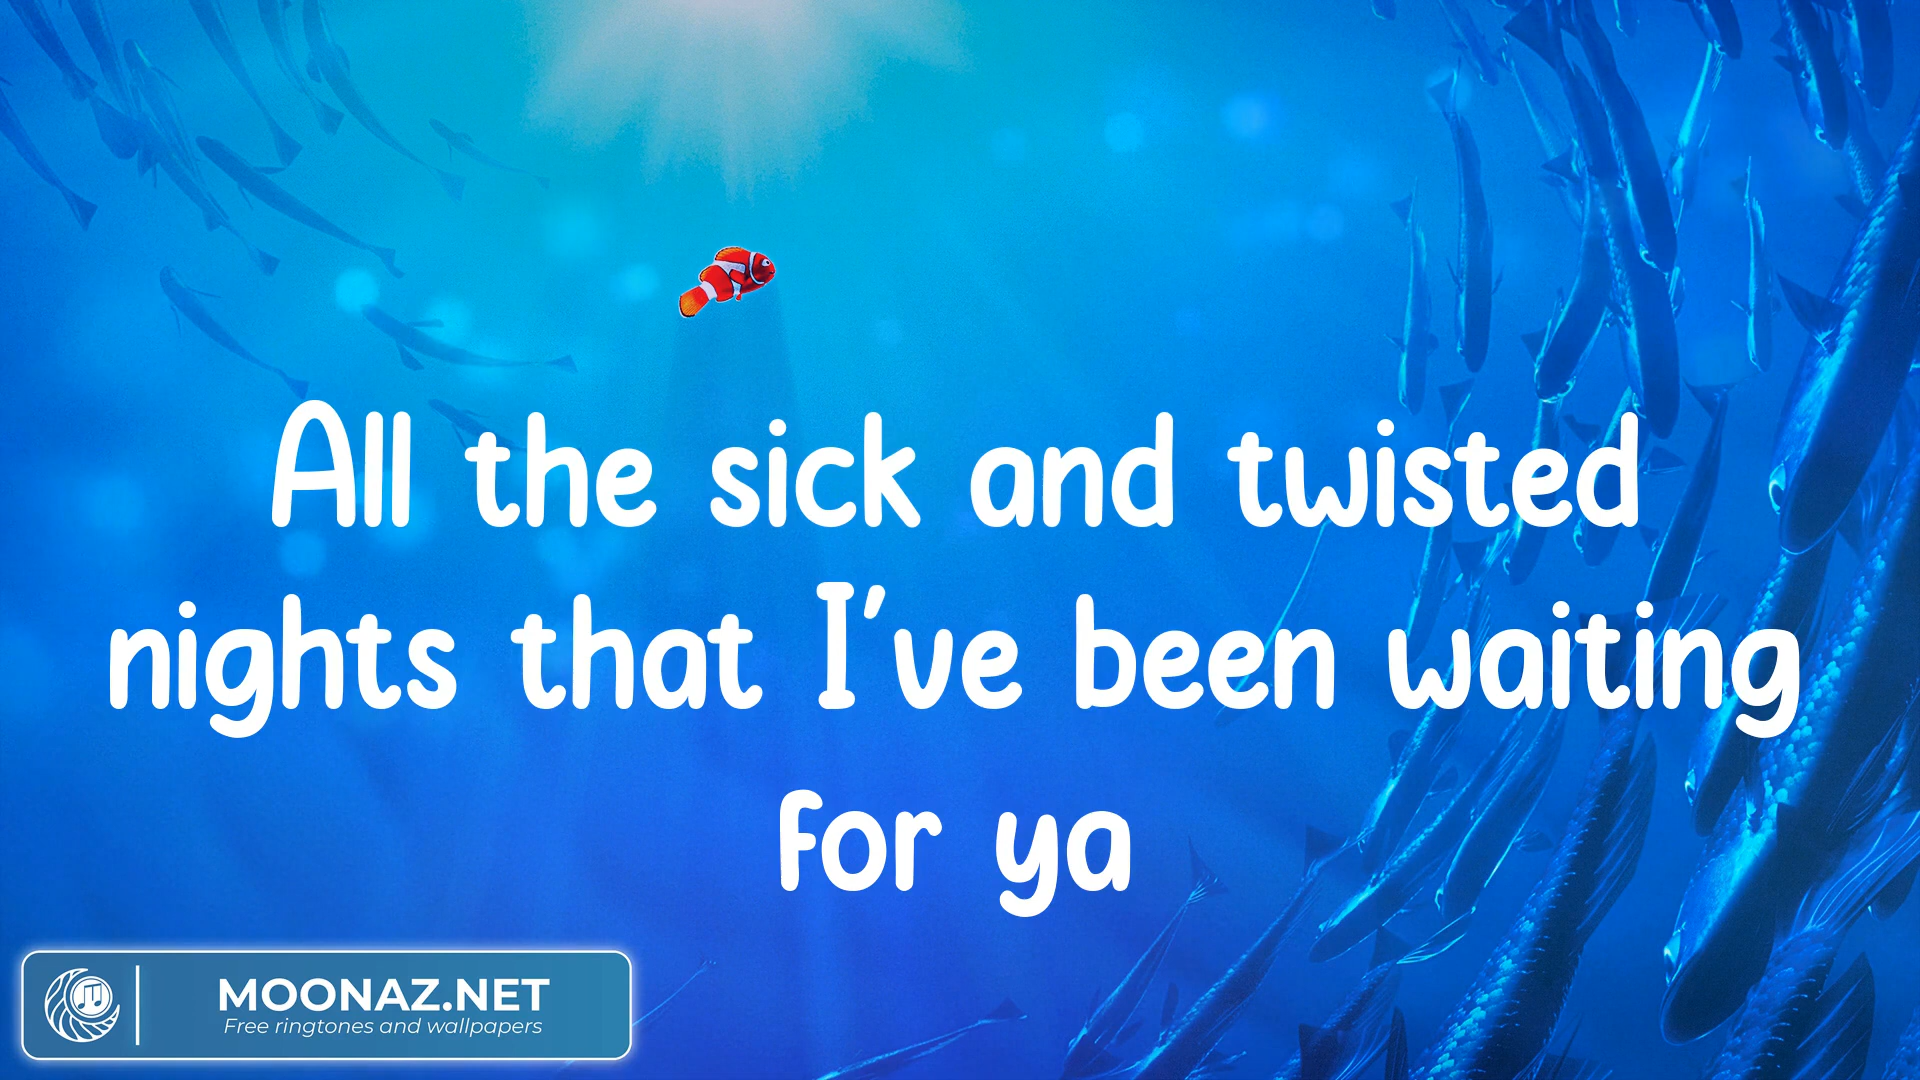 All the sick and twisted
nights that I've been waiting
for ya
MOONAZ.NET
Free ringtones and wallpapers